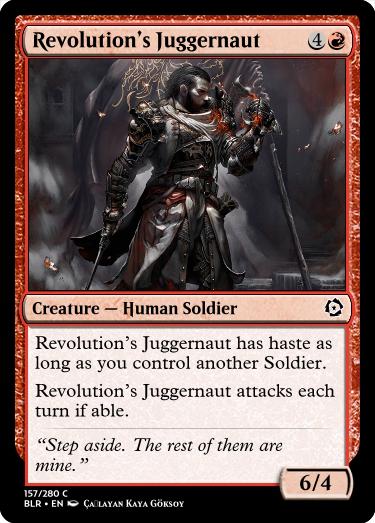 Revolution's Juggernaut 4
Creature — Human Soldier
Revolution's Juggernaut has haste as
long as you control another Soldier.
Revolution's Juggernaut attacks each
turn if able.
“Step aside. The rest of them are
mine.”
6/4
157/280 C
BLR • EN Ça▯layan Kaya Göksoy